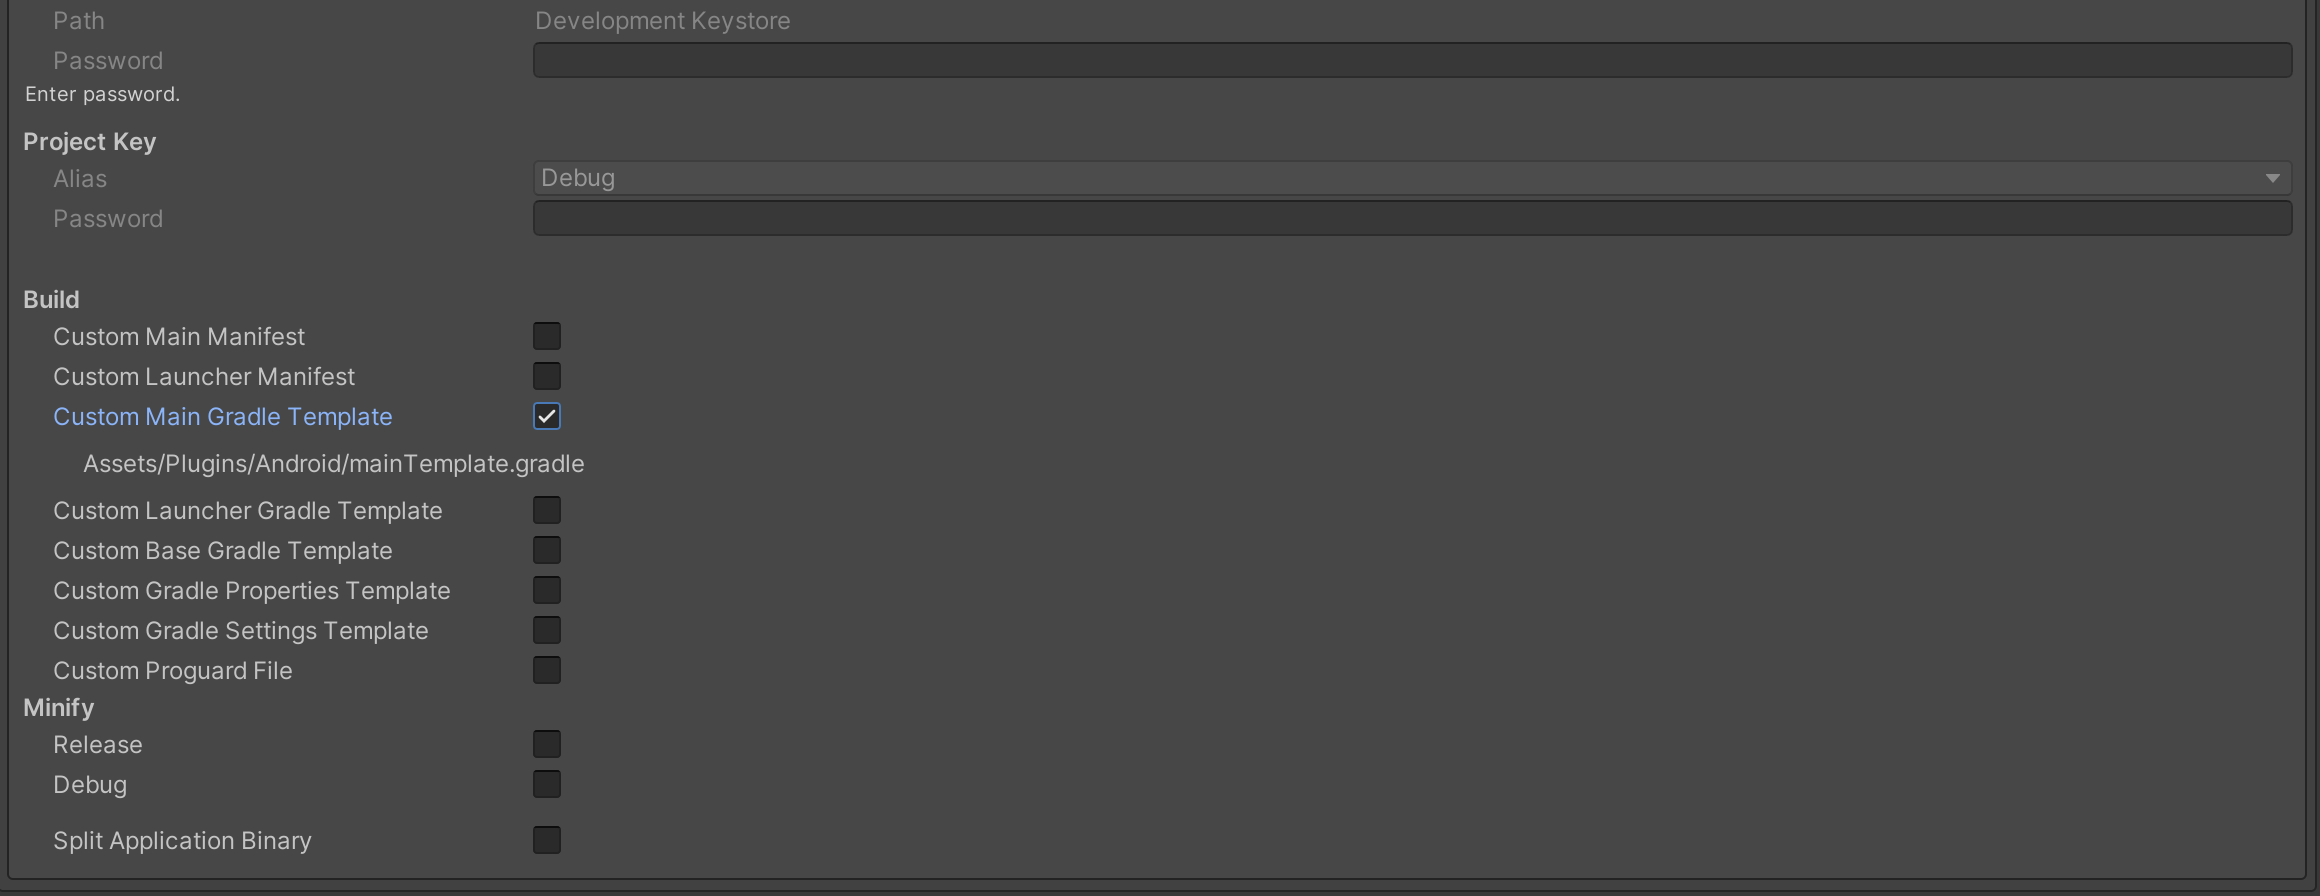 Path Development Keystore
Password
Enter password.
Project Key
Alias Debug
Password
Build
Custom Main Manifest
Custom Launcher Manifest
Custom Main Gradle Template
Assets/Plugins/Android/mainTemplate.gradle
Custom Launcher Gradle Template
Custom Base Gradle Template
Custom Gradle Properties Template
Custom Gradle Settings Template
Custom Proguard File
Minify
Release
Debug
Split Application Binary